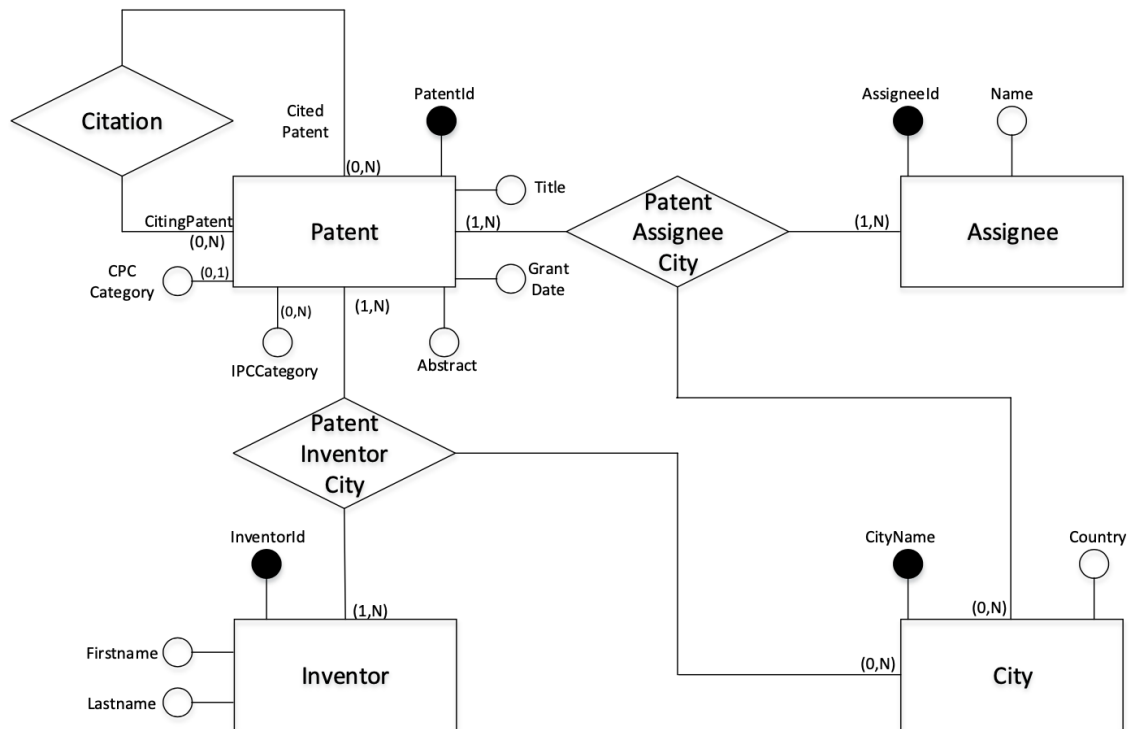 Citation
Cited
Patent
PatentId
AssigneeId
Name
(0,N)
Title
CitingPatent
(0,N)
Patent
(1,N)
Patent
Assignee
City
(1,N)
Assignee
CPC
Category
(0,1)
Grant
Date
(0,N)
(1,N)
IPCCategory
Abstract
Patent
Inventor
City
InventorId
CityName
Country
(1,N)
(0,N)
Firstname
Lastname
Inventor
(0,N)
City